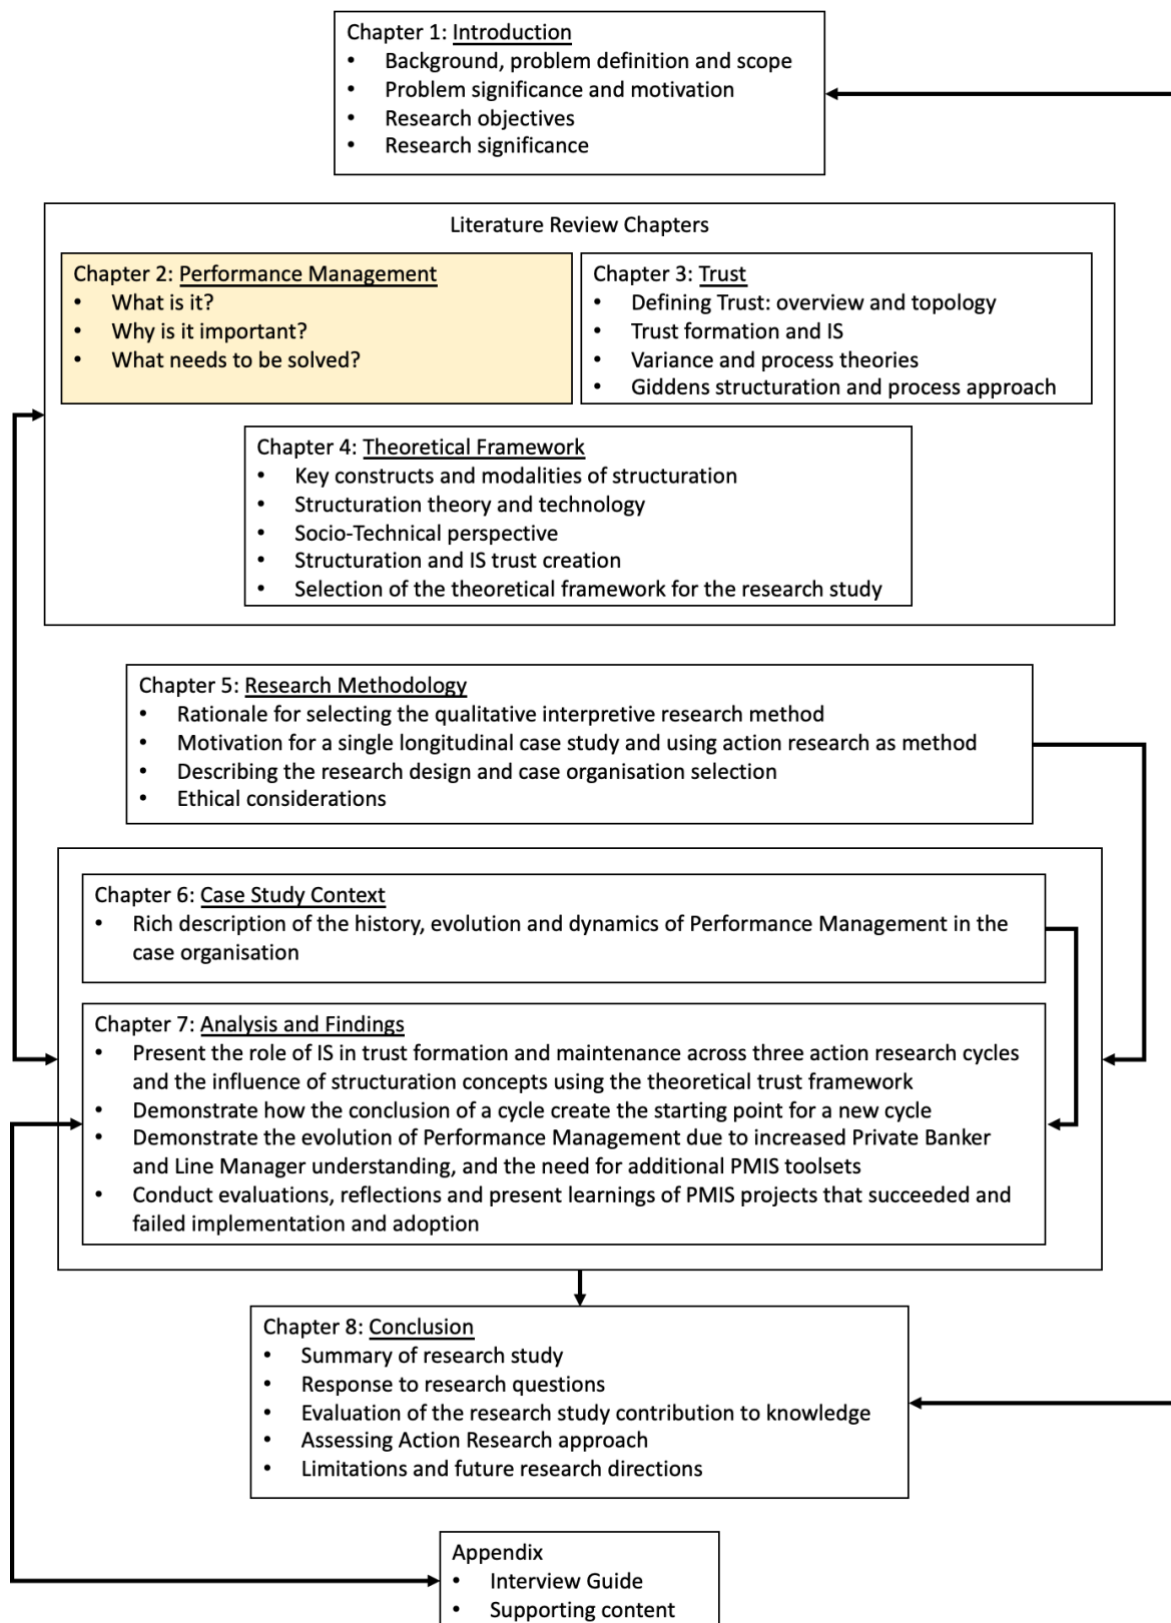 Chapter 1: Introduction
• Background, problem definition and scope
• Problem significance and motivation
• Research objectives
• Research significance
Literature Review Chapters
Chapter 2: Performance Management
• What is it?
• Why is it important?
• What needs to be solved?
Chapter 3: Trust
• Defining Trust: overview and topology
• Trust formation and IS
• Variance and process theories
• Giddens structuration and process approach
Chapter 4: Theoretical Framework
• Key constructs and modalities of structuration
• Structuration theory and technology
• Socio-Technical perspective
• Structuration and IS trust creation
• Selection of the theoretical framework for the research study
Chapter 5: Research Methodology
• Rationale for selecting the qualitative interpretive research method
• Motivation for a single longitudinal case study and using action research as method
• Describing the research design and case organisation selection
• Ethical considerations
Chapter 6: Case Study Context
• Rich description of the history, evolution and dynamics of Performance Management in the
case organisation
Chapter 7: Analysis and Findings
• Present the role of IS in trust formation and maintenance across three action research cycles
and the influence of structuration concepts using the theoretical trust framework
• Demonstrate how the conclusion of a cycle create the starting point for a new cycle
• Demonstrate the evolution of Performance Management due to increased Private Banker
and Line Manager understanding, and the need for additional PMIS toolsets
• Conduct evaluations, reflections and present learnings of PMIS projects that succeeded and
failed implementation and adoption
Chapter 8: Conclusion
• Summary of research study
• Response to research questions
• Evaluation of the research study contribution to knowledge
• Assessing Action Research approach
• Limitations and future research directions
Appendix
• Interview Guide
• Supporting content